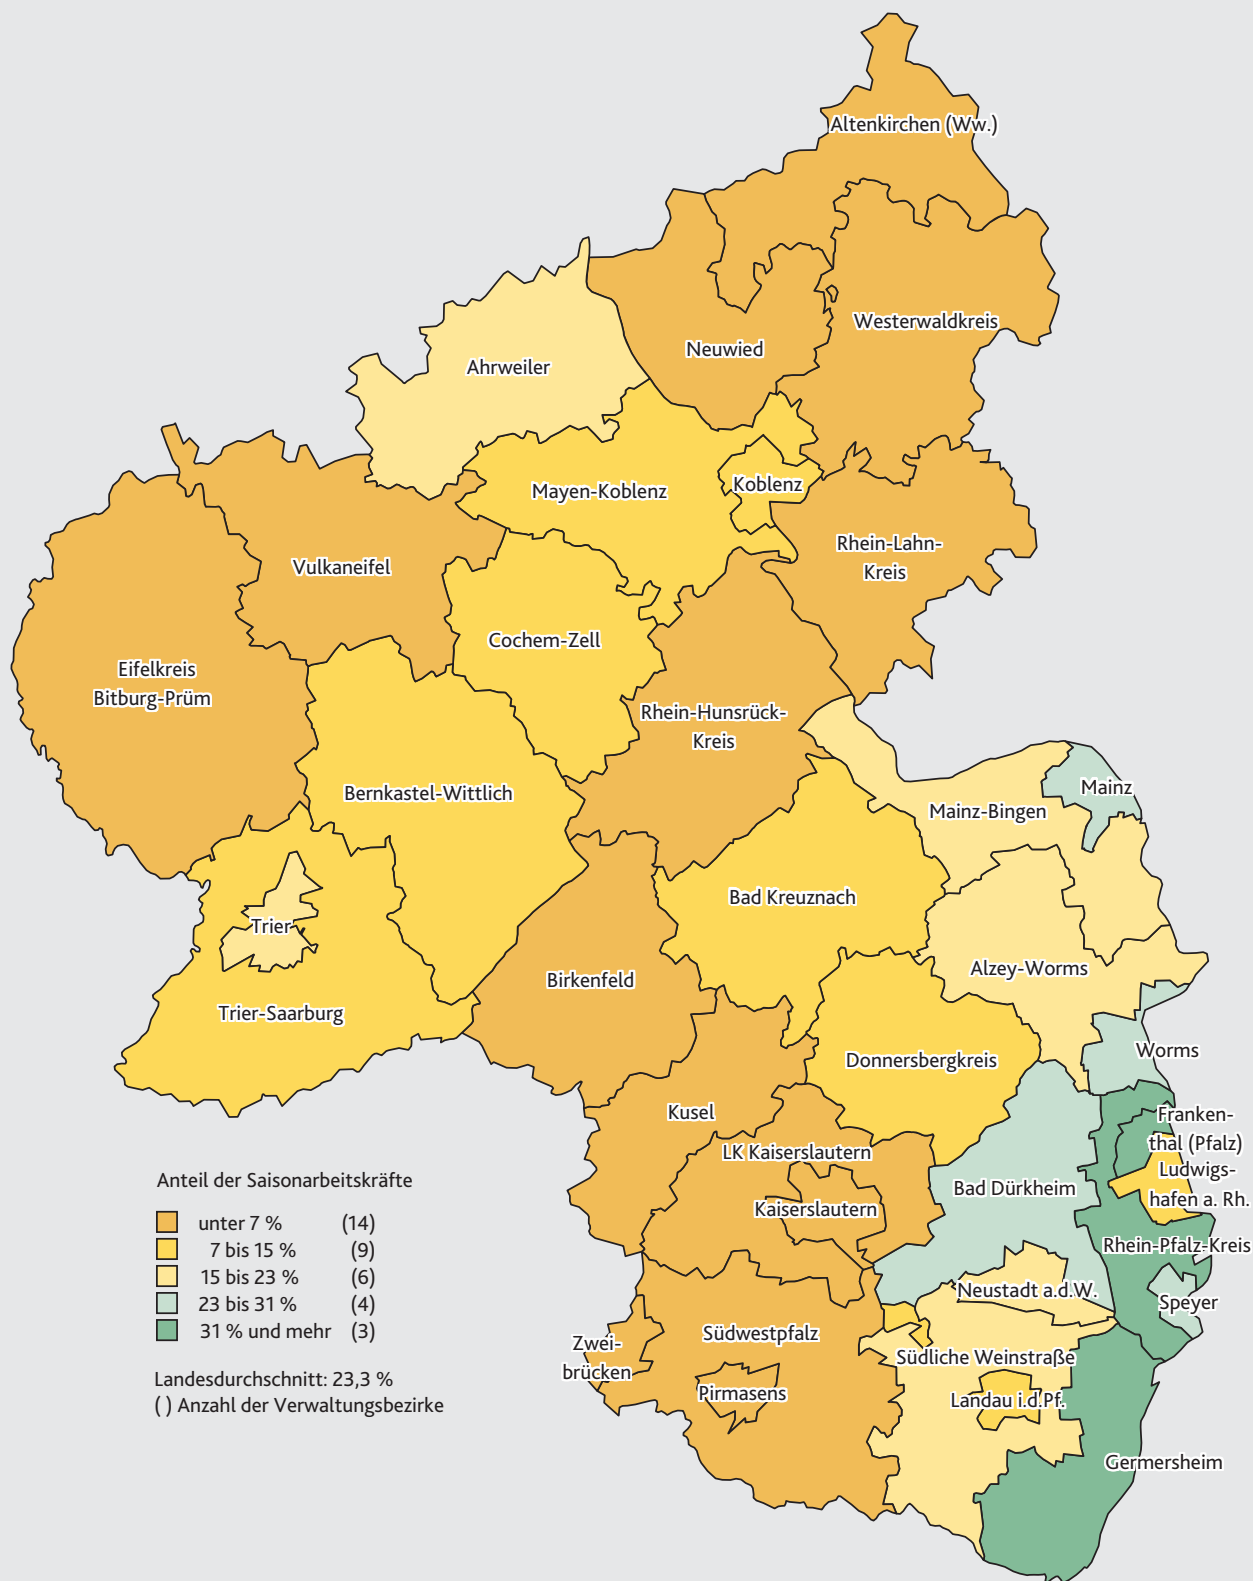 Altenkirchen (Ww.)
Westerwaldkreis
Neuwied
Ahrweiler
Mayen-Koblenz
Koblenz
Rhein-Lahn-
Kreis
Vulkaneifel
Cochem-Zell
Eifelkreis
Bitburg-Prüm
Rhein-Hunsrück-
Kreis
Bernkastel-Wittlich
Mainz
Mainz-Bingen
Bad Kreuznach
Trier
Alzey-Worms
Birkenfeld
Trier-Saarburg
Worms
Donnersbergkreis
Kusel
Franken-
thal (Pfalz)
LK Kaiserslautern
Ludwigs-
hafen a. Rh.
Bad Dürkheim
Kaiserslautern
Rhein-Pfalz-Kreis
Neustadt a.d.W.
Speyer
Südwestpfalz
Zwei-
brücken
Südliche Weinstraße
Pirmasens
Landau i.d.Pf.
Germersheim
Anteil der Saisonarbeitskräfte
unter 7 % (14)
7 bis 15 % (9)
15 bis 23 % (6)
23 bis 31 % (4)
31 % und mehr (3)
Landesdurchschnitt: 23,3 %
( ) Anzahl der Verwaltungsbezirke